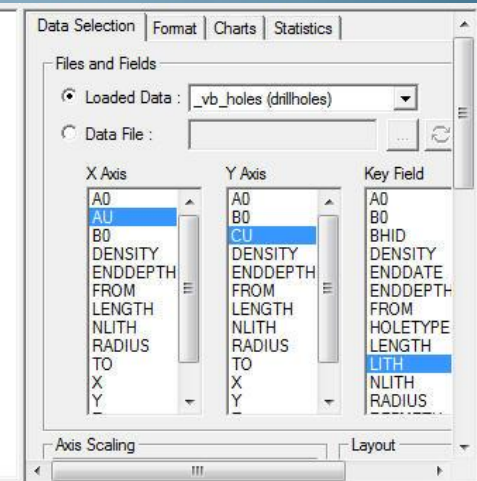 Data Selection Format Charts Statistics
Files and Fields
Loaded Data : _vb_holes (drillholes)
Data File : ...
X Axis Y Axis Key Field
A0 A0 A0
AU B0 B0
B0 CU BHID
DENSITY DENSITY DENSITY
ENDDEPTH ENDDEPTH ENDDATE
FROM FROM ENDDEPTH
LENGTH LENGTH FROM
NLITH NLITH HOLETYPE
RADIUS RADIUS LENGTH
TO TO LITH
X X NLITH
Y Y RADIUS
Axis Scaling Layout